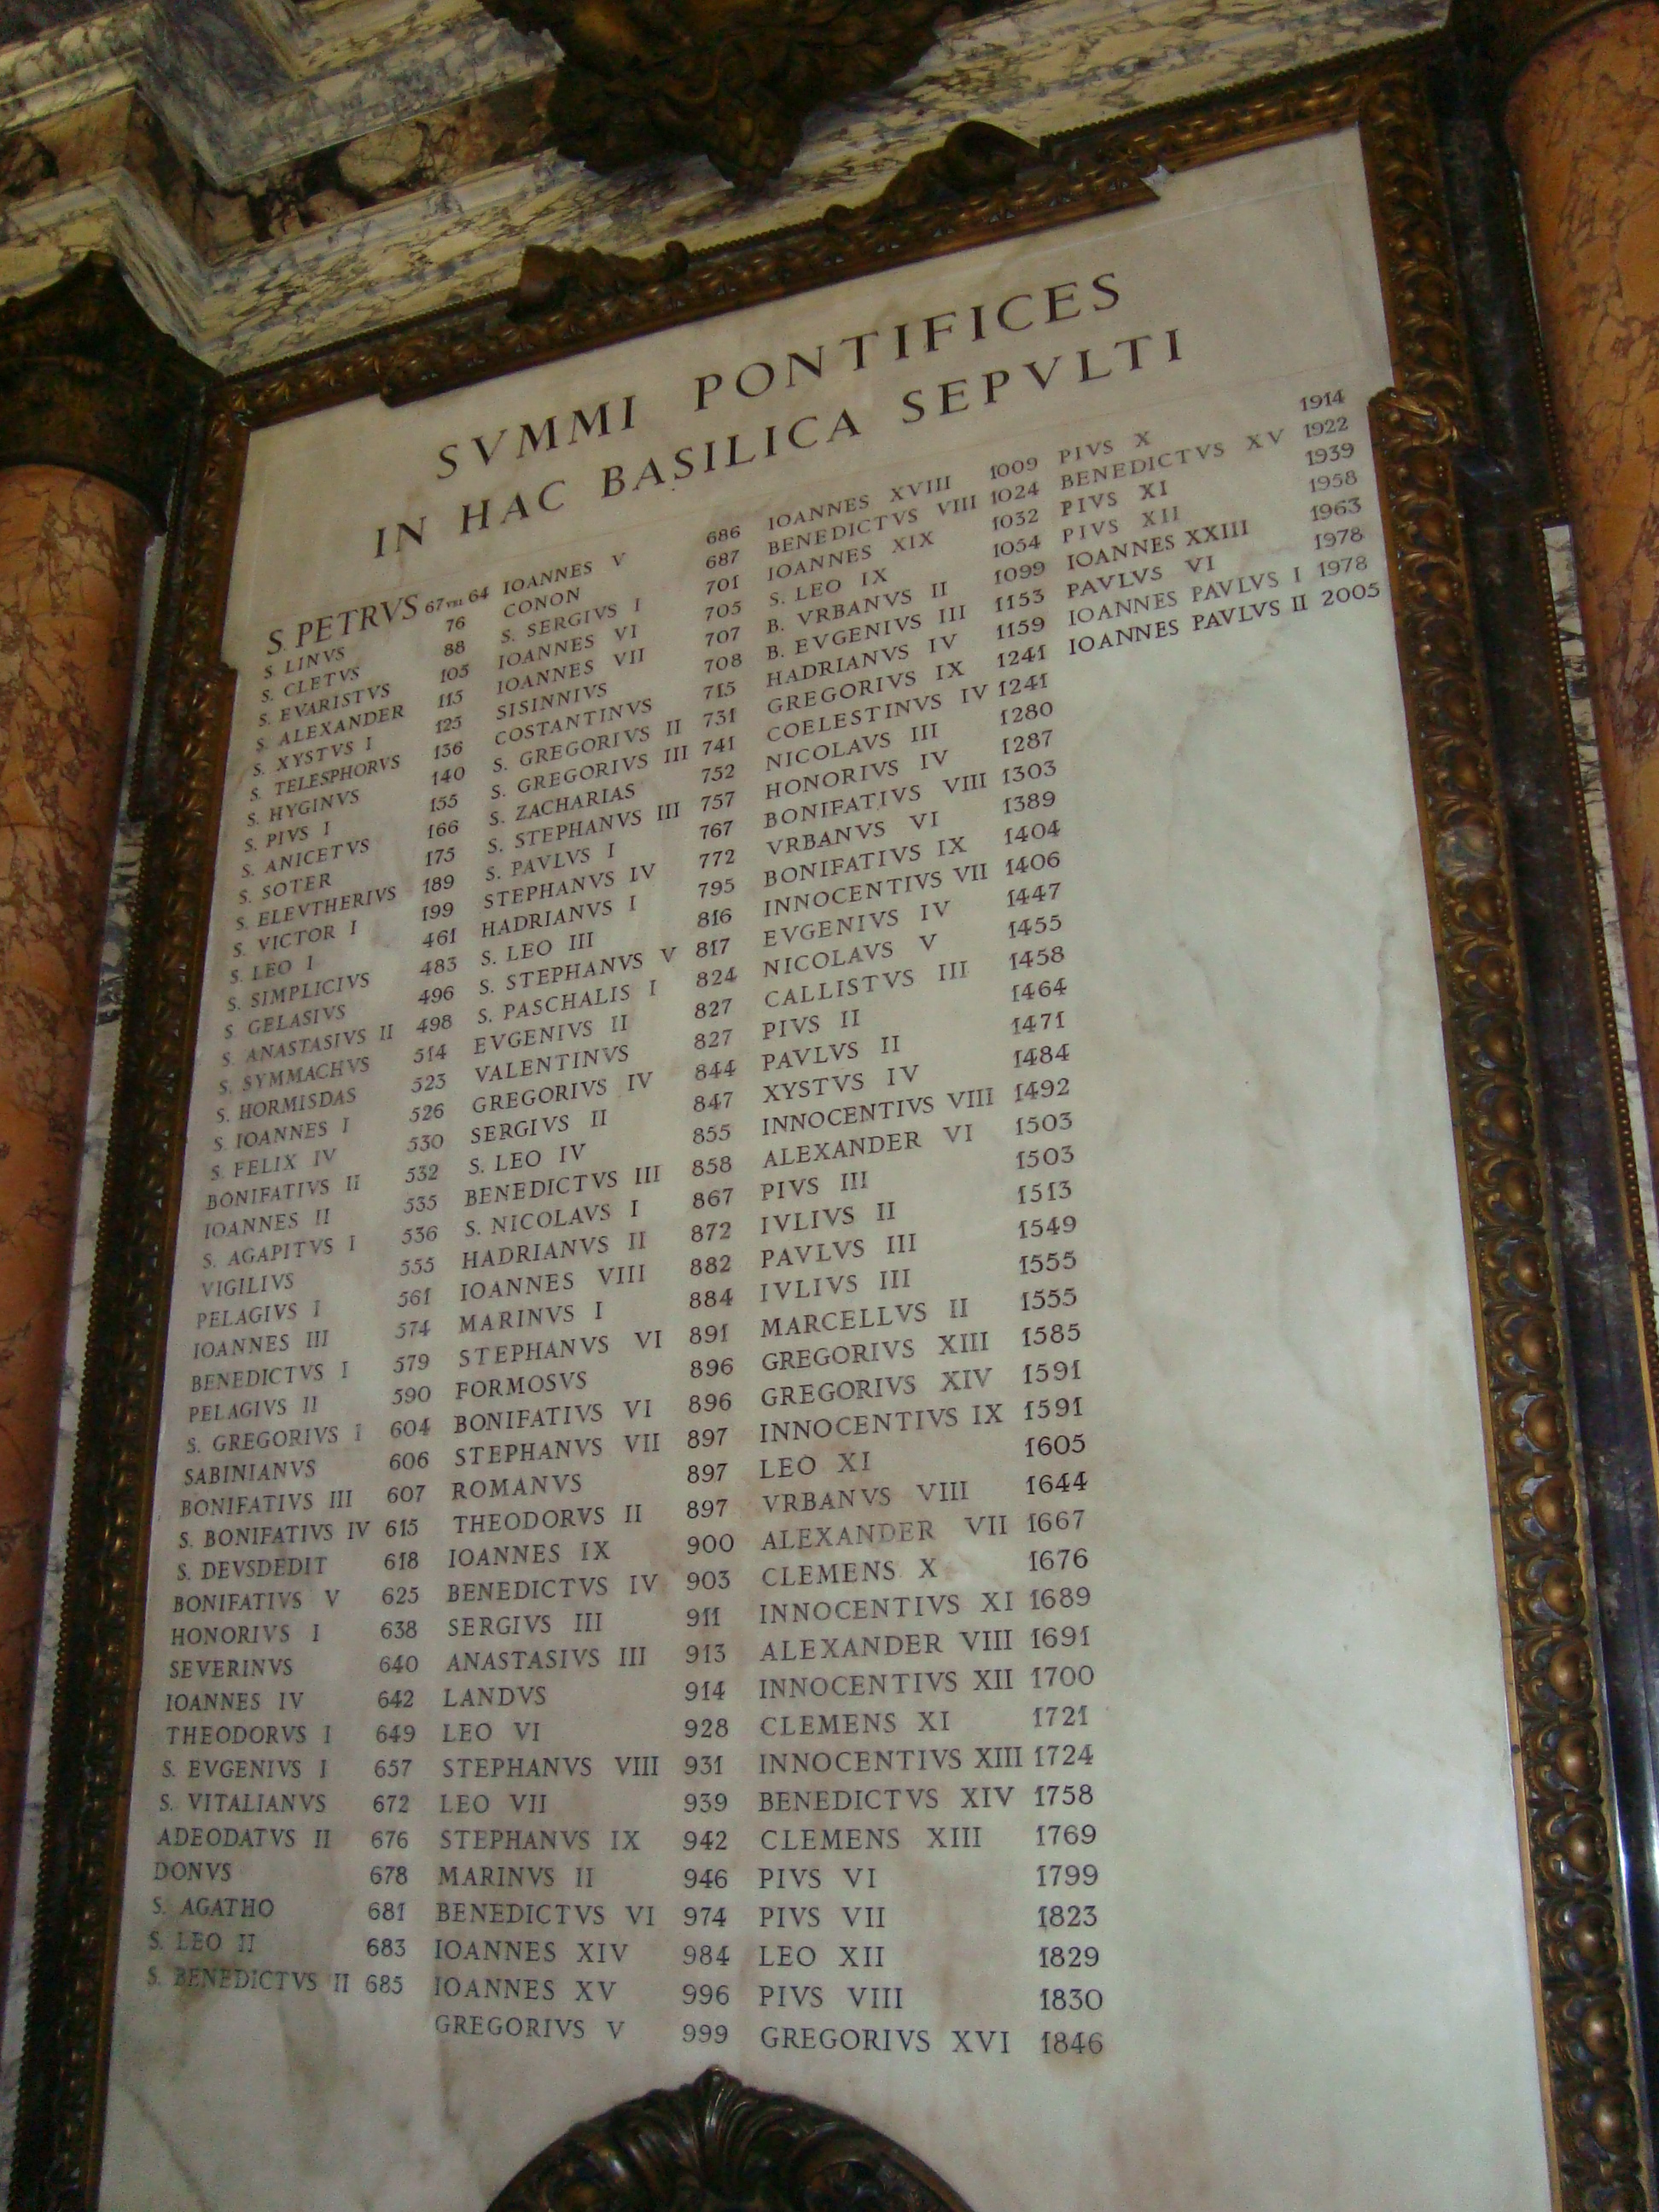 SVMMI PONTIFICES
IN HAC BASILICA SEPVLTI
S. PETRVS 67 VEL 64
S. LINVS 76
S. CLETVS 88
S. EVARISTVS 105
S. ALEXANDER 115
S. XYSTVS I 125
S. TELESPHORVS 136
S. HYGINVS 140
S. PIVS I 155
S. ANICETVS 166
S. SOTER 175
S. ELEVTHERIVS 189
S. VICTOR I 199
S. LEO I 461
S. SIMPLICIVS 483
S. GELASIVS 496
S. ANASTASIVS II 498
S. SYMMACHVS 514
S. HORMISDAS 523
S. IOANNES I 526
S. FELIX IV 530
BONIFATIVS II 532
IOANNES II 535
S. AGAPITVS I 536
VIGILIVS 555
PELAGIVS I 561
IOANNES III 574
BENEDICTVS I 579
PELAGIVS II 590
S. GREGORIVS I 604
SABINIANVS 606
BONIFATIVS III 607
S. BONIFATIVS IV 615
S. DEVSDEDIT 618
BONIFATIVS V 625
HONORIVS I 638
SEVERINVS 640
IOANNES IV 642
THEODORVS I 649
S. EVGENIVS I 657
S. VITALIANVS 672
ADEODATVS II 676
DONVS 678
S. AGATHO 681
S. LEO II 683
S. BENEDICTVS II 685
IOANNES V 686
CONON 687
S. SERGIVS I 701
IOANNES VI 705
IOANNES VII 707
SISINNIVS 708
COSTANTINVS 715
S. GREGORIVS II 731
S. GREGORIVS III 741
S. ZACHARIAS 752
S. STEPHANVS III 757
S. PAVLVS I 767
STEPHANVS IV 772
HADRIANVS I 795
S. LEO III 816
S. STEPHANVS V 817
S. PASCHALIS I 824
EVGENIVS II 827
VALENTINVS 827
GREGORIVS IV 844
SERGIVS II 847
S. LEO IV 855
BENEDICTVS III 858
S. NICOLAVS I 867
HADRIANVS II 872
IOANNES VIII 882
MARINVS I 884
STEPHANVS VI 891
FORMOSVS 896
BONIFATIVS VI 896
STEPHANVS VII 897
ROMANVS 897
THEODORVS II 897
IOANNES IX 900
BENEDICTVS IV 903
SERGIVS III 911
ANASTASIVS III 913
LANDVS 914
LEO VI 928
STEPHANVS VIII 931
LEO VII 939
STEPHANVS IX 942
MARINVS II 946
BENEDICTVS VI 974
IOANNES XIV 984
IOANNES XV 996
GREGORIVS V 999
IOANNES XVIII 1009
BENEDICTVS VIII 1024
IOANNES XIX 1032
S. LEO IX 1054
B. VRBANVS II 1099
B. EVGENIVS III 1153
HADRIANVS IV 1159
GREGORIVS IX 1241
COELESTINVS IV 1241
NICOLAVS III 1280
HONORIVS IV 1287
BONIFATIVS VIII 1303
VRBANVS VI 1389
BONIFATIVS IX 1404
INNOCENTIVS VII 1406
EVGENIVS IV 1447
NICOLAVS V 1455
CALLISTVS III 1458
PIVS II 1464
PAVLVS II 1471
XYSTVS IV 1484
INNOCENTIVS VIII 1492
ALEXANDER VI 1503
PIVS III 1503
IVLIVS II 1513
PAVLVS III 1549
IVLIVS III 1555
MARCELLVS II 1555
GREGORIVS XIII 1585
GREGORIVS XIV 1591
INNOCENTIVS IX 1591
LEO XI 1605
VRBANVS VIII 1644
ALEXANDER VII 1667
CLEMENS X 1676
INNOCENTIVS XI 1689
ALEXANDER VIII 1691
INNOCENTIVS XII 1700
CLEMENS XI 1721
INNOCENTIVS XIII 1724
BENEDICTVS XIV 1758
CLEMENS XIII 1769
PIVS VI 1799
PIVS VII 1823
LEO XII 1829
PIVS VIII 1830
GREGORIVS XVI 1846
PIVS X 1914
BENEDICTVS XV 1922
PIVS XI 1939
PIVS XII 1958
IOANNES XXIII 1963
PAVLVS VI 1978
IOANNES PAVLVS I 1978
IOANNES PAVLVS II 2005